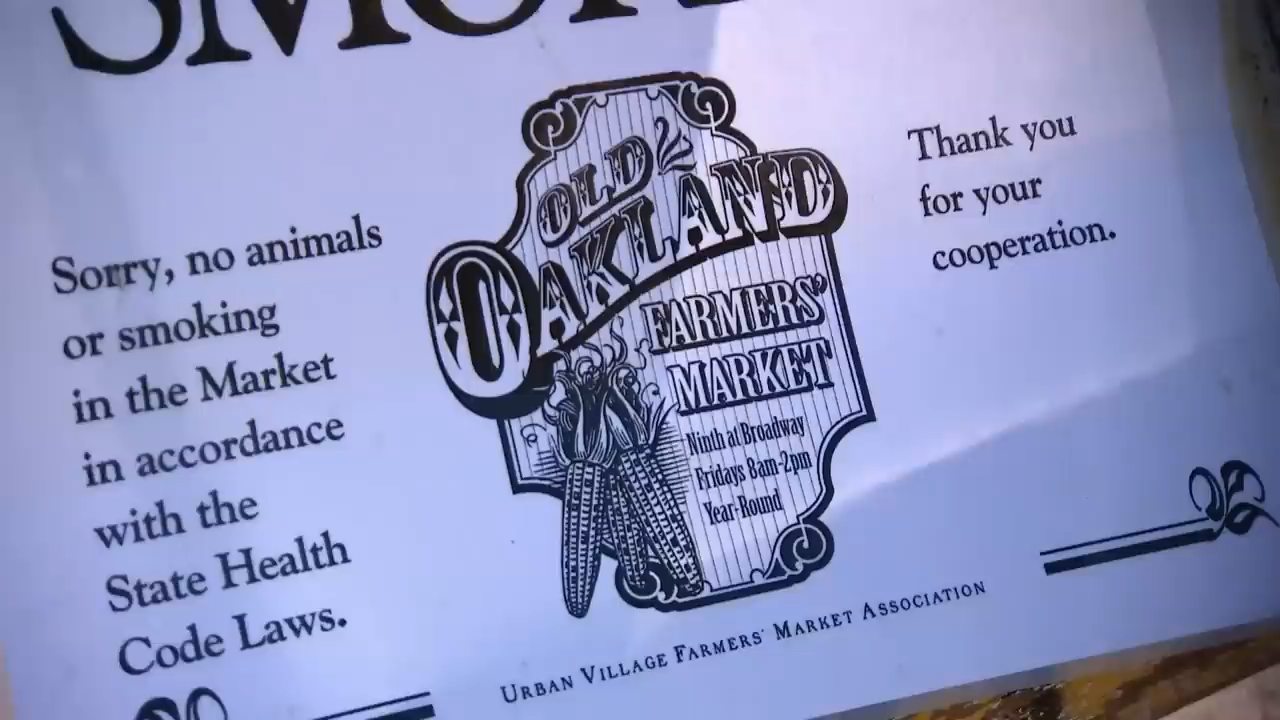 Sorry, no animals
or smoking
in the Market
in accordance
with the
State Health
Code Laws.
OLD
OAKLAND
FARMERS'
MARKET
Ninth at Broadway
Fridays 8am-2pm
Year-Round
Thank you
for your
cooperation.
URBAN VILLAGE FARMERS' MARKET ASSOCIATION